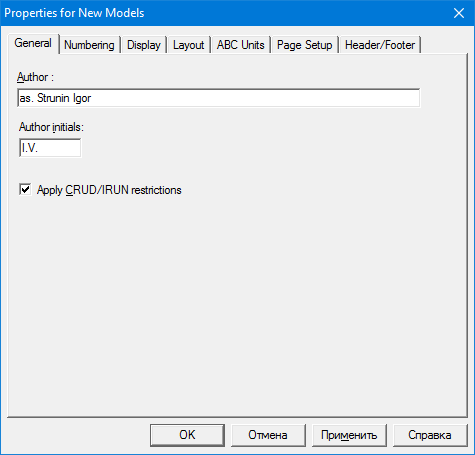 Properties for New Models
General Numbering Display Layout ABC Units Page Setup Header/Footer
Author :
as. Strunin Igor
Author initials:
I.V.
Apply CRUD/IRUN restrictions
OK Отмена Применить Справка